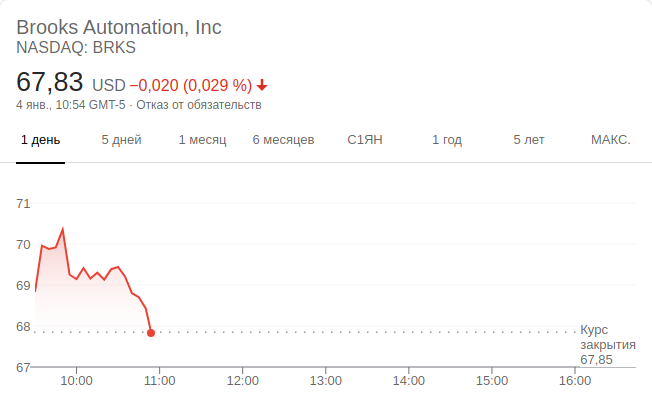 Brooks Automation, Inc
NASDAQ: BRKS
67,83 USD −0,020 (0,029 %)
4 янв., 10:54 GMT-5 · Отказ от обязательств
1 день 5 дней 1 месяц 6 месяцев С1ЯН 1 год 5 лет МАКС.
71
70
69
68
Курс
закрытия
67,85
67
10:00 11:00 12:00 13:00 14:00 15:00 16:00